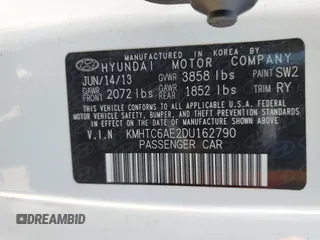 MANUFACTURED IN KOREA BY
HYUNDAI MOTOR COMPANY
JUN/14/13 GVWR 3858 lbs PAINT SW2
GAWR FRONT 2072 lbs GAWR REAR 1852 lbs TRIM RY
THIS VEHICLE CONFORMS TO ALL APPLICABLE
U.S. FEDERAL MOTOR VEHICLE SAFETY,
BUMPER, AND THEFT PREVENTION STANDARDS
IN EFFECT ON THE DATE OF MANUFACTURE
SHOWN ABOVE.
V.I.N KMHTC6AE2DU162790
PASSENGER CAR
DREAMBID